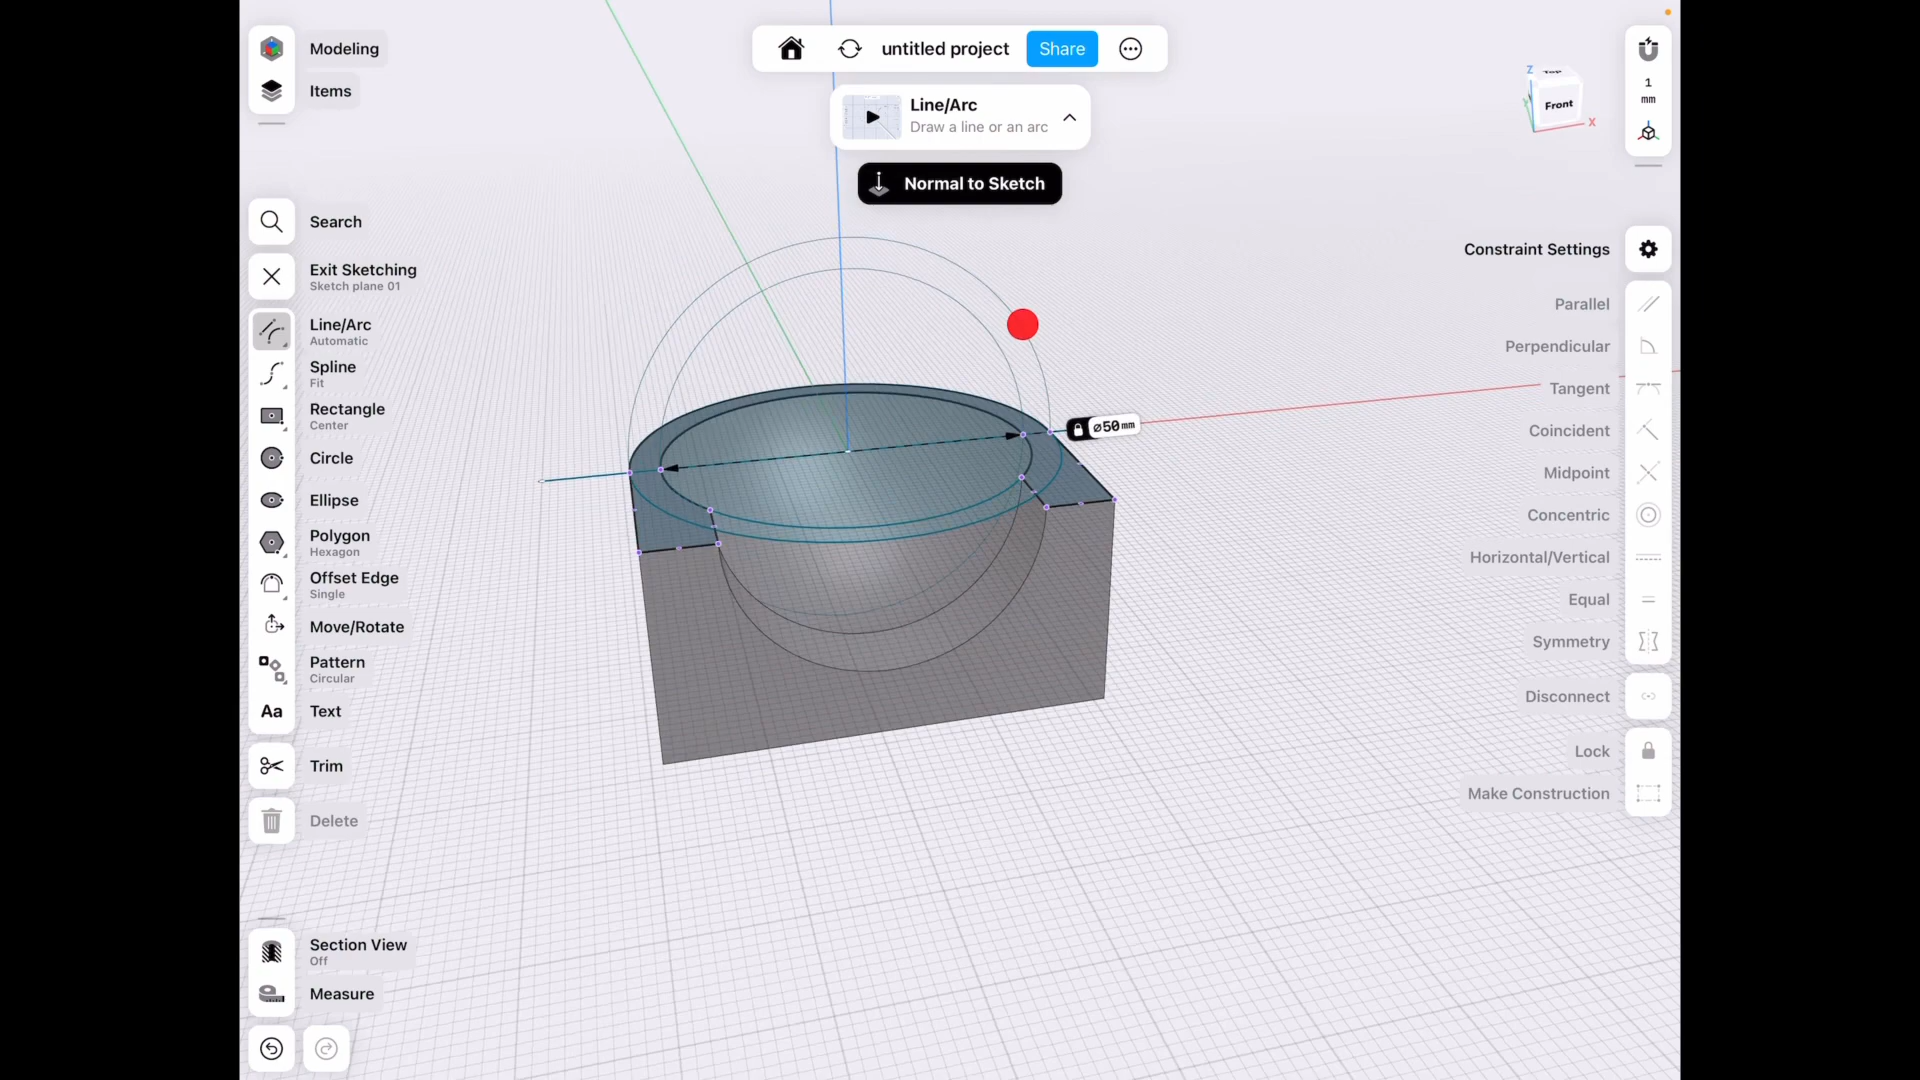 Modeling
Items
untitled project
Share
Line/Arc
Draw a line or an arc
Normal to Sketch
Z
Top
Front
Y
X
1
mm
Search
Exit Sketching
Sketch plane 01
Line/Arc
Automatic
Spline
Fit
Rectangle
Center
Circle
Ellipse
Polygon
Hexagon
Offset Edge
Single
Move/Rotate
Pattern
Circular
Aa Text
Trim
Delete
Section View
Off
Measure
⌀50 mm
Constraint Settings
Parallel
Perpendicular
Tangent
Coincident
Midpoint
Concentric
Horizontal/Vertical
Equal
Symmetry
Disconnect
Lock
Make Construction